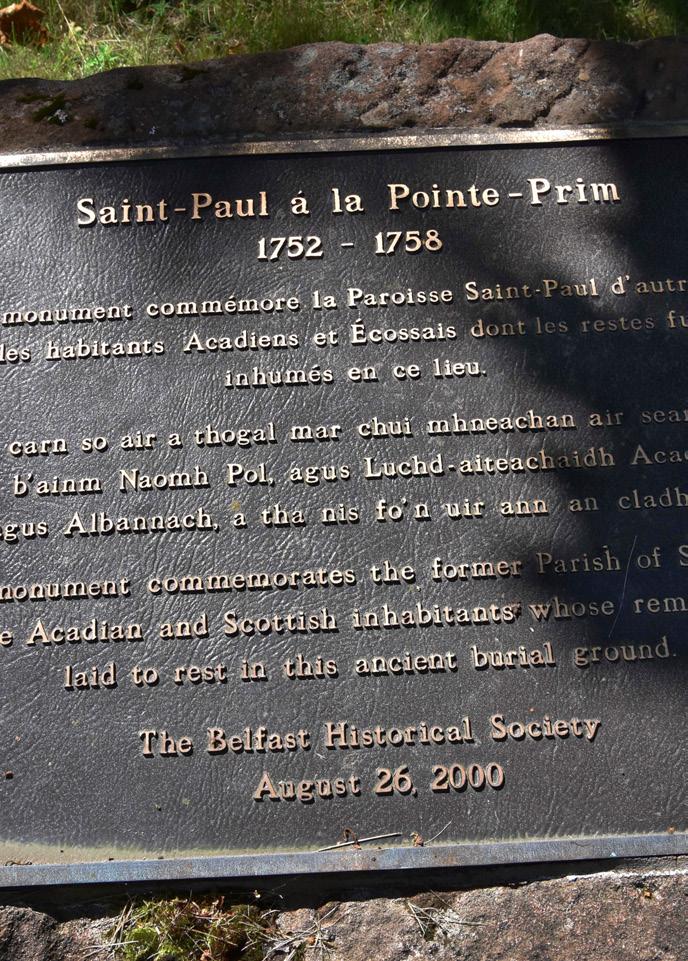 Saint-Paul á la Pointe-Prim
1752 - 1758
monument commémore la Paroisse Saint-Paul d'autr
les habitants Acadiens et Écossais dont les restes fu
inhumés en ce lieu.
carn so air a thogal mar chui mhneachan air sean
b'ainm Naomh Pol, agus Luchd-aiteachaidh Aca
agus Albannach, a tha nis fo'n uir ann an cladh
monument commemorates the former Parish of S
e Acadian and Scottish inhabitants whose rem
laid to rest in this ancient burial ground.
The Belfast Historical Society
August 26, 2000